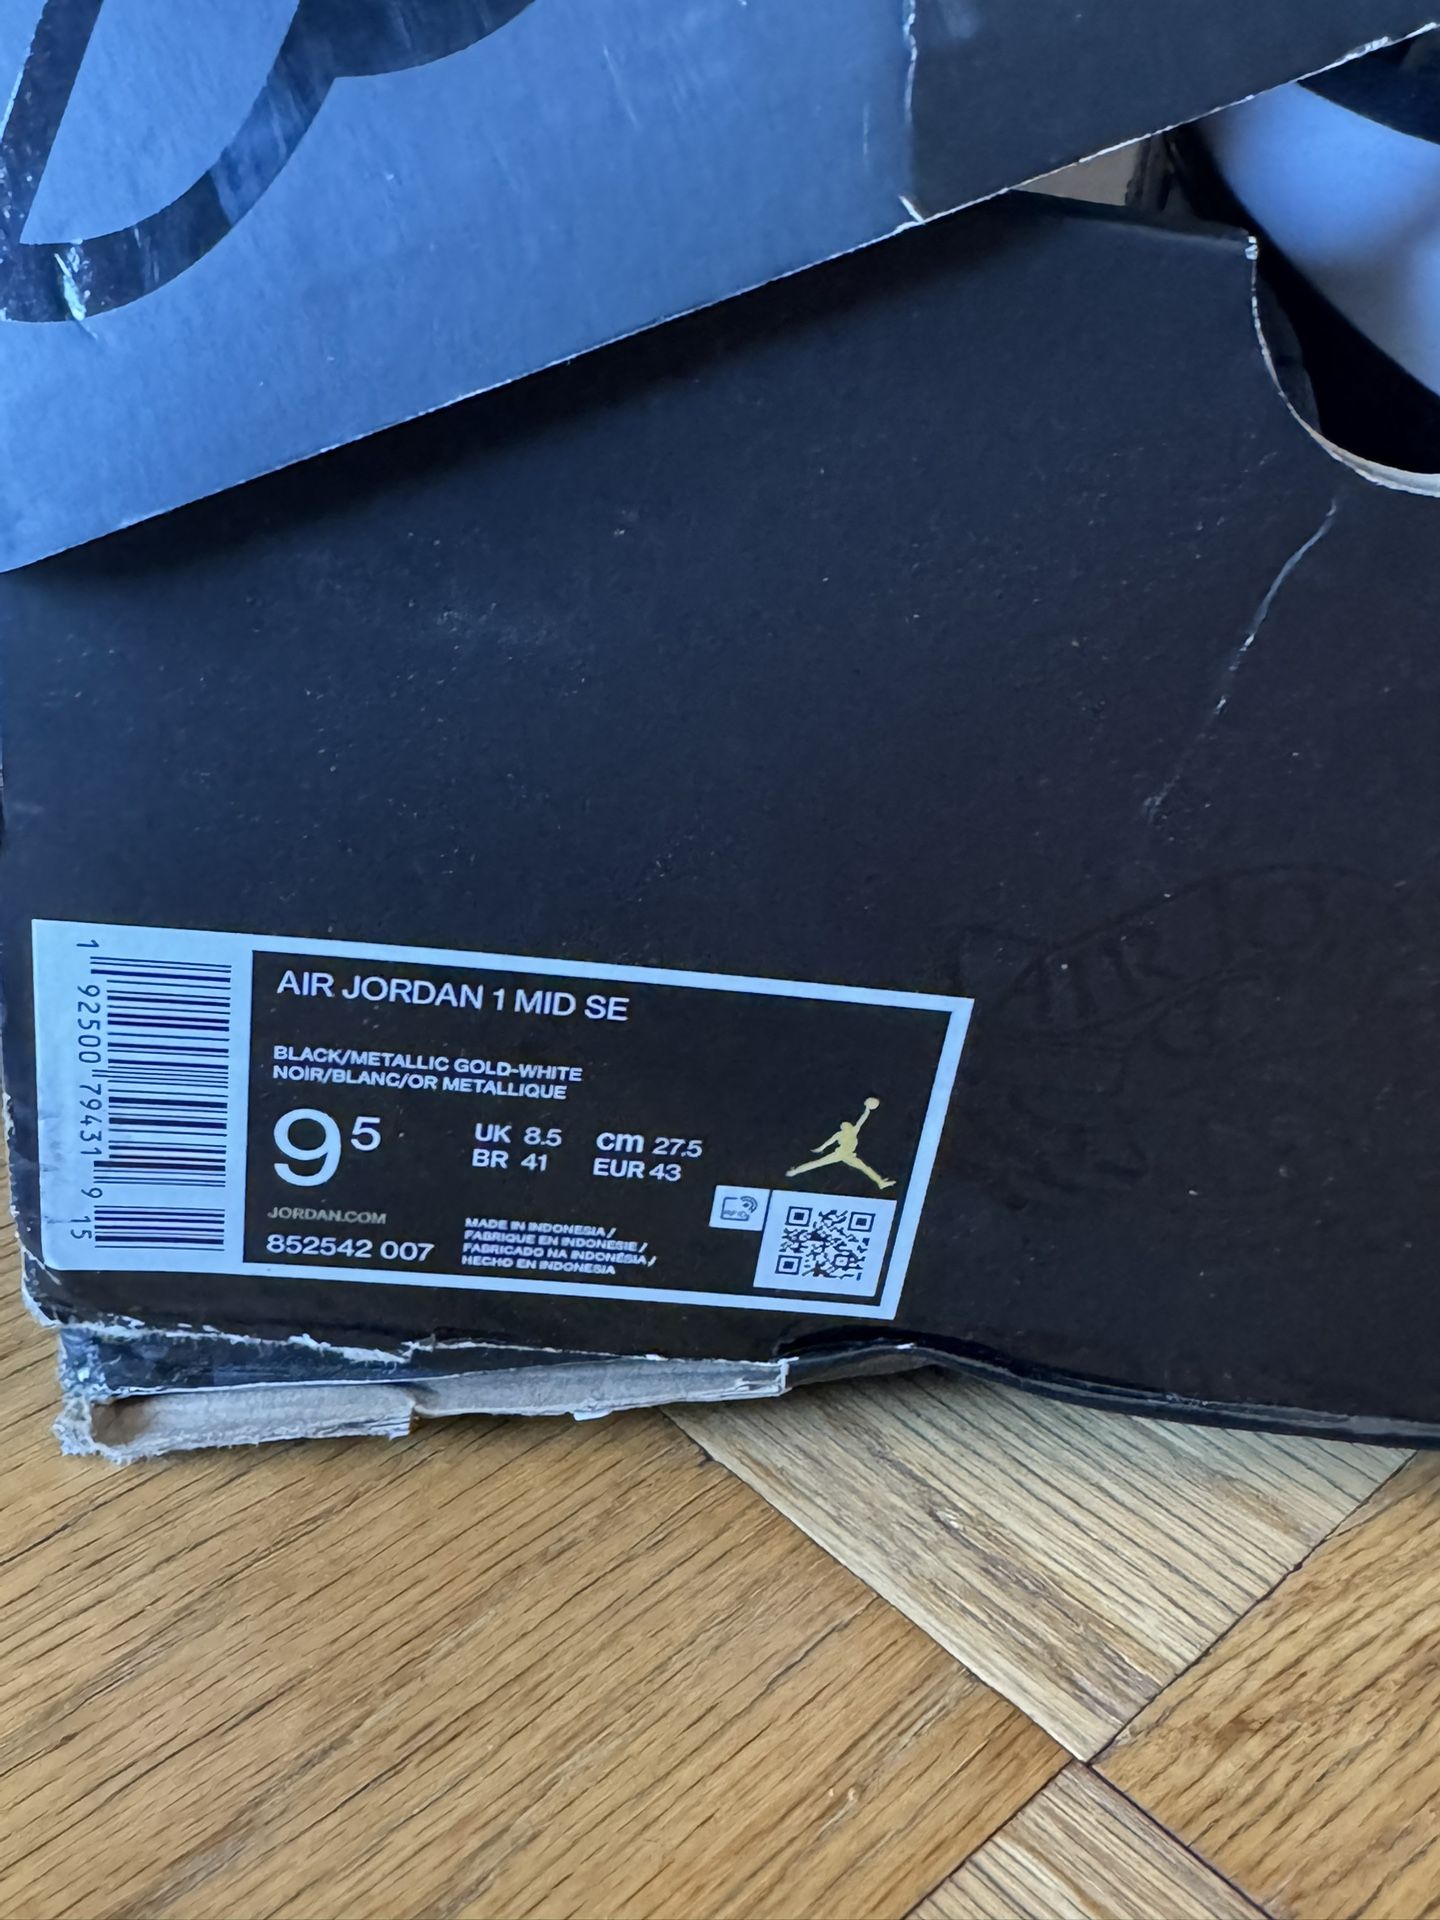 AIR JORDAN 1 MID SE
BLACK/METALLIC GOLD-WHITE
NOIR/BLANC/OR METALLIQUE
9⁵
UK 8.5 cm 27.5
BR 41 EUR 43
JORDAN.COM
852542 007
MADE IN INDONESIA /
FABRIQUE EN INDONESIE /
FABRICADO NA INDONÉSIA /
HECHO EN INDONESIA
1 92500 79431 9 15